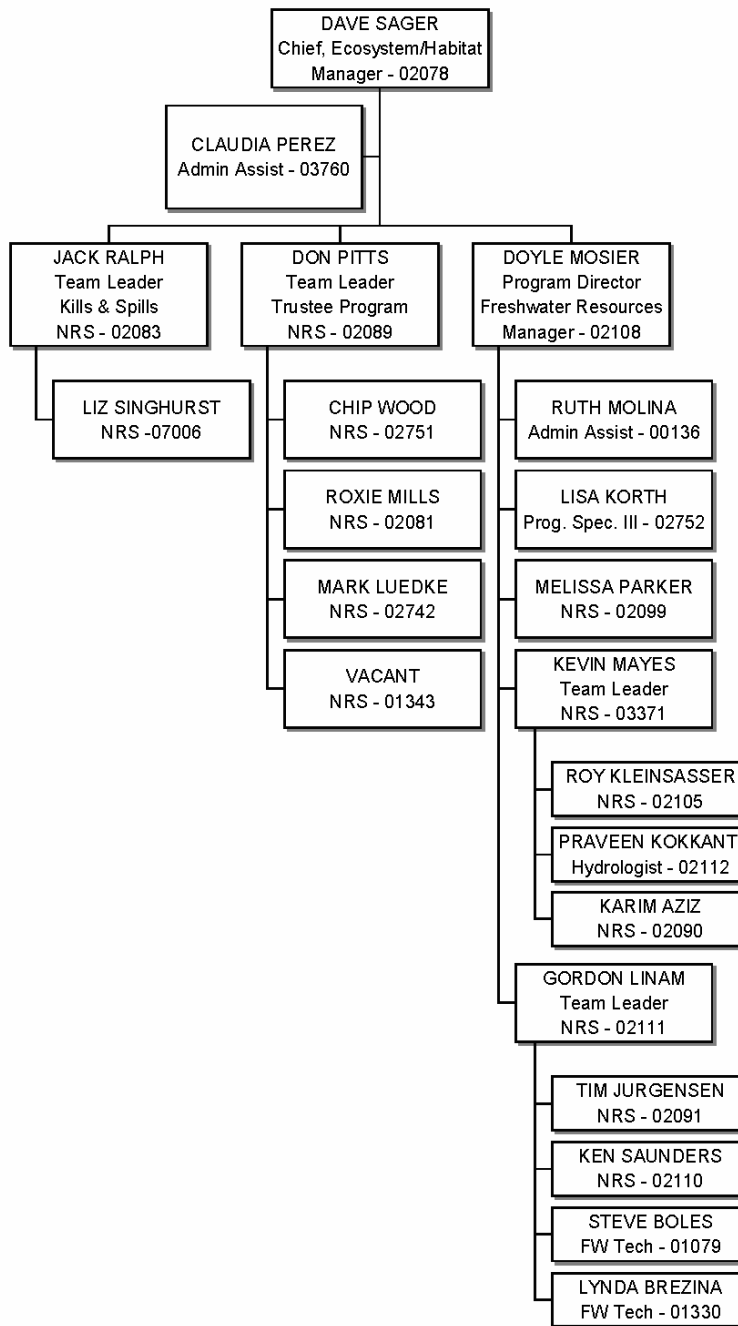 DAVE SAGER
Chief, Ecosystem/Habitat
Manager - 02078
CLAUDIA PEREZ
Admin Assist - 03760
JACK RALPH
Team Leader
Kills & Spills
NRS - 02083
DON PITTS
Team Leader
Trustee Program
NRS - 02089
DOYLE MOSIER
Program Director
Freshwater Resources
Manager - 02108
LIZ SINGHURST
NRS -07006
CHIP WOOD
NRS - 02751
ROXIE MILLS
NRS - 02081
MARK LUEDKE
NRS - 02742
VACANT
NRS - 01343
RUTH MOLINA
Admin Assist - 00136
LISA KORTH
Prog. Spec. III - 02752
MELISSA PARKER
NRS - 02099
KEVIN MAYES
Team Leader
NRS - 03371
ROY KLEINSASSER
NRS - 02105
PRAVEEN KOKKANT
Hydrologist - 02112
KARIM AZIZ
NRS - 02090
GORDON LINAM
Team Leader
NRS - 02111
TIM JURGENSEN
NRS - 02091
KEN SAUNDERS
NRS - 02110
STEVE BOLES
FW Tech - 01079
LYNDA BREZINA
FW Tech - 01330